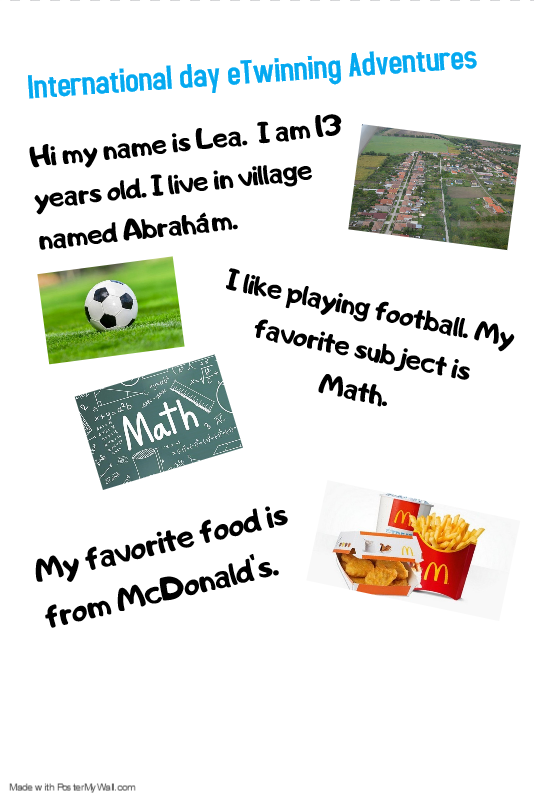 International day eTwinning Adventures
Hi my name is Lea. I am 13
years old. I live in village
named Abrahám.
I like playing football. My
favorite subject is
Math.
Math
My favorite food is
from McDonald's.
Made with PosterMyWall.com